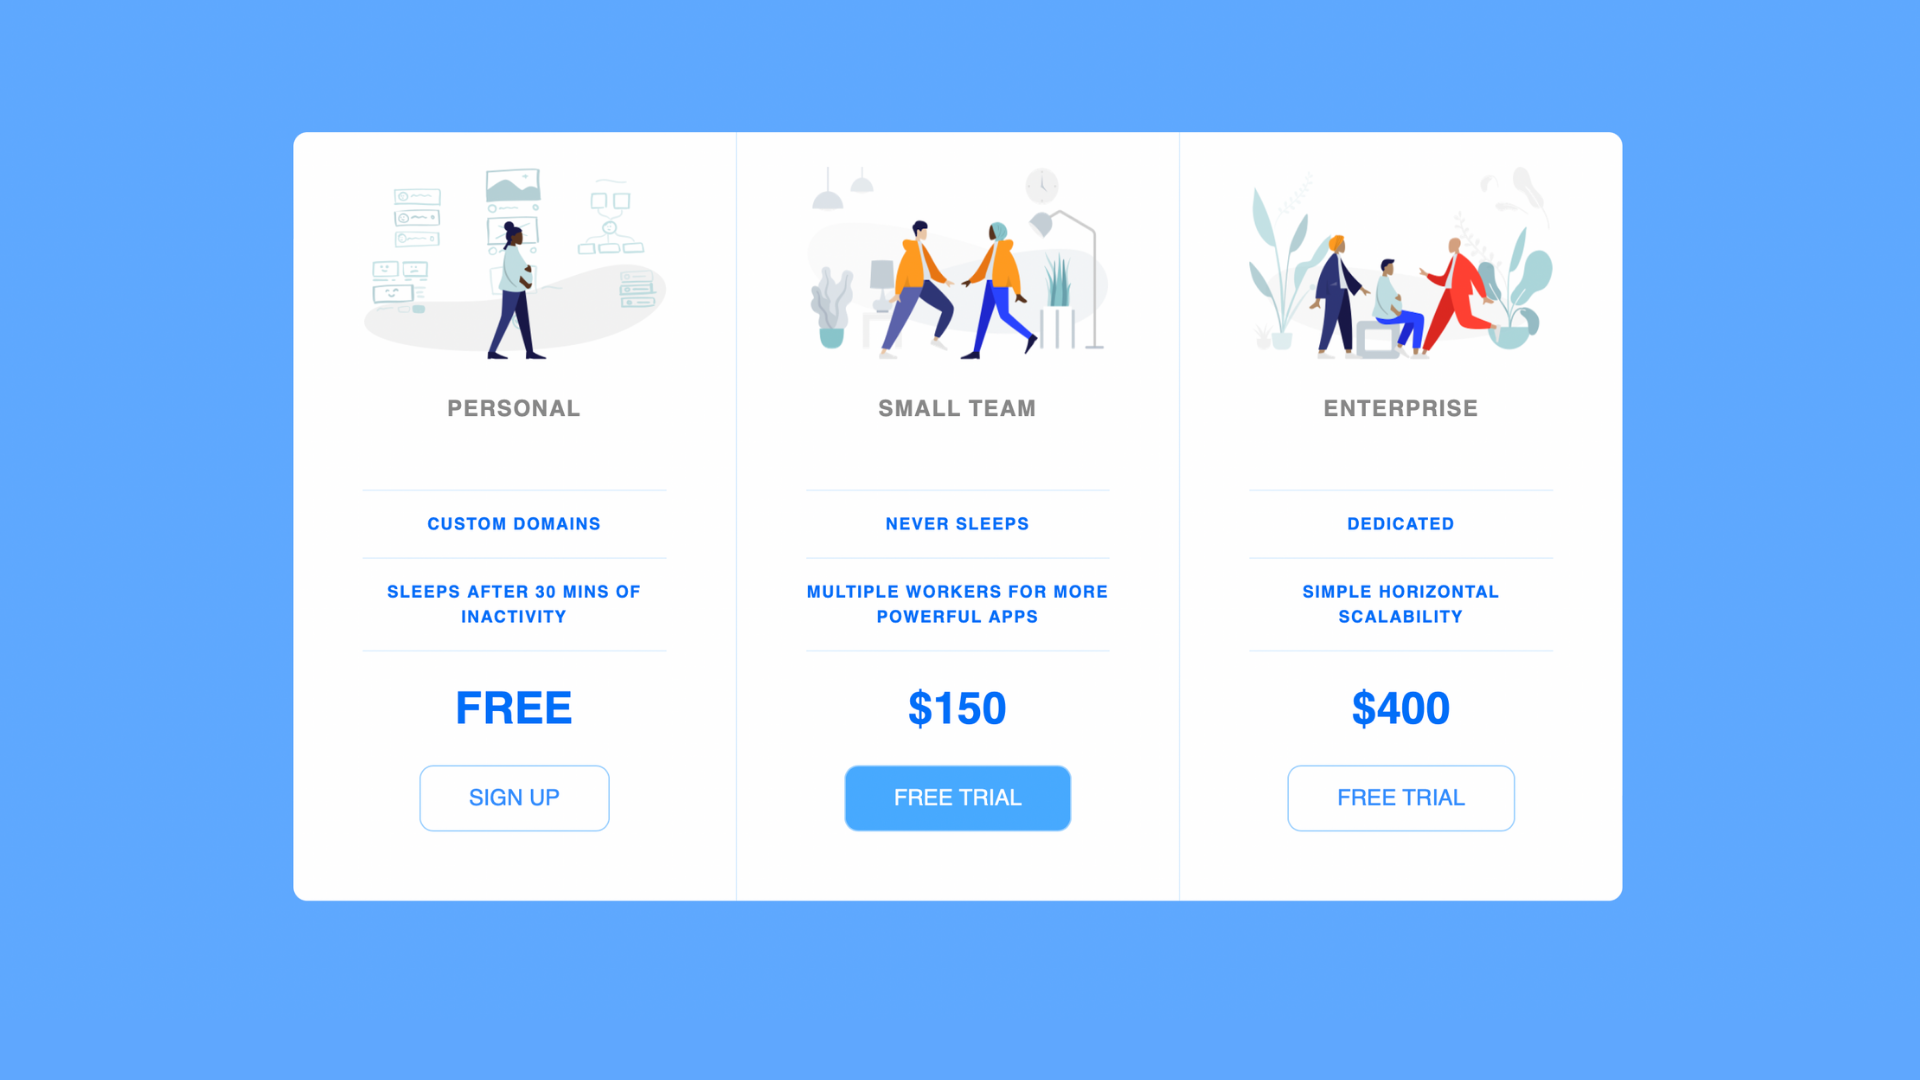 PERSONAL
CUSTOM DOMAINS
SLEEPS AFTER 30 MINS OF
INACTIVITY
FREE
SIGN UP
SMALL TEAM
NEVER SLEEPS
MULTIPLE WORKERS FOR MORE
POWERFUL APPS
$150
FREE TRIAL
ENTERPRISE
DEDICATED
SIMPLE HORIZONTAL
SCALABILITY
$400
FREE TRIAL